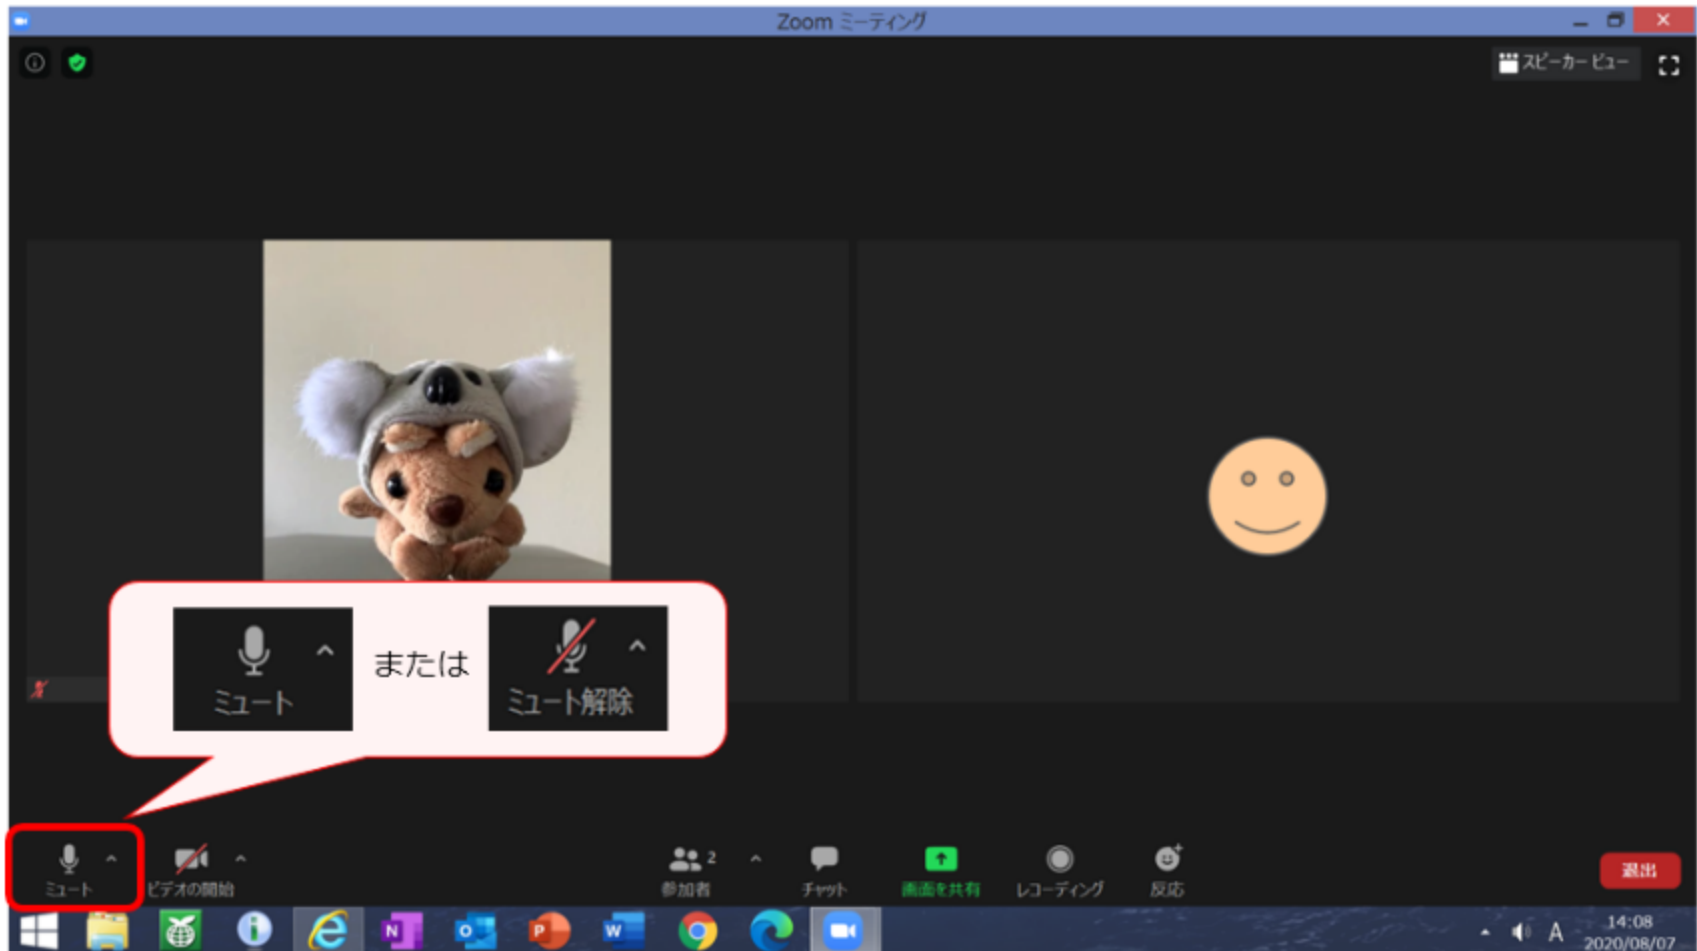 Zoom ミーティング
スピーカー ビュー
ミュート
または
ミュート解除
ミュート
ビデオの開始
2
参加者
チャット
画面を共有
レコーディング
反応
退出
N
O
P
W
A
14:08
2020/08/07